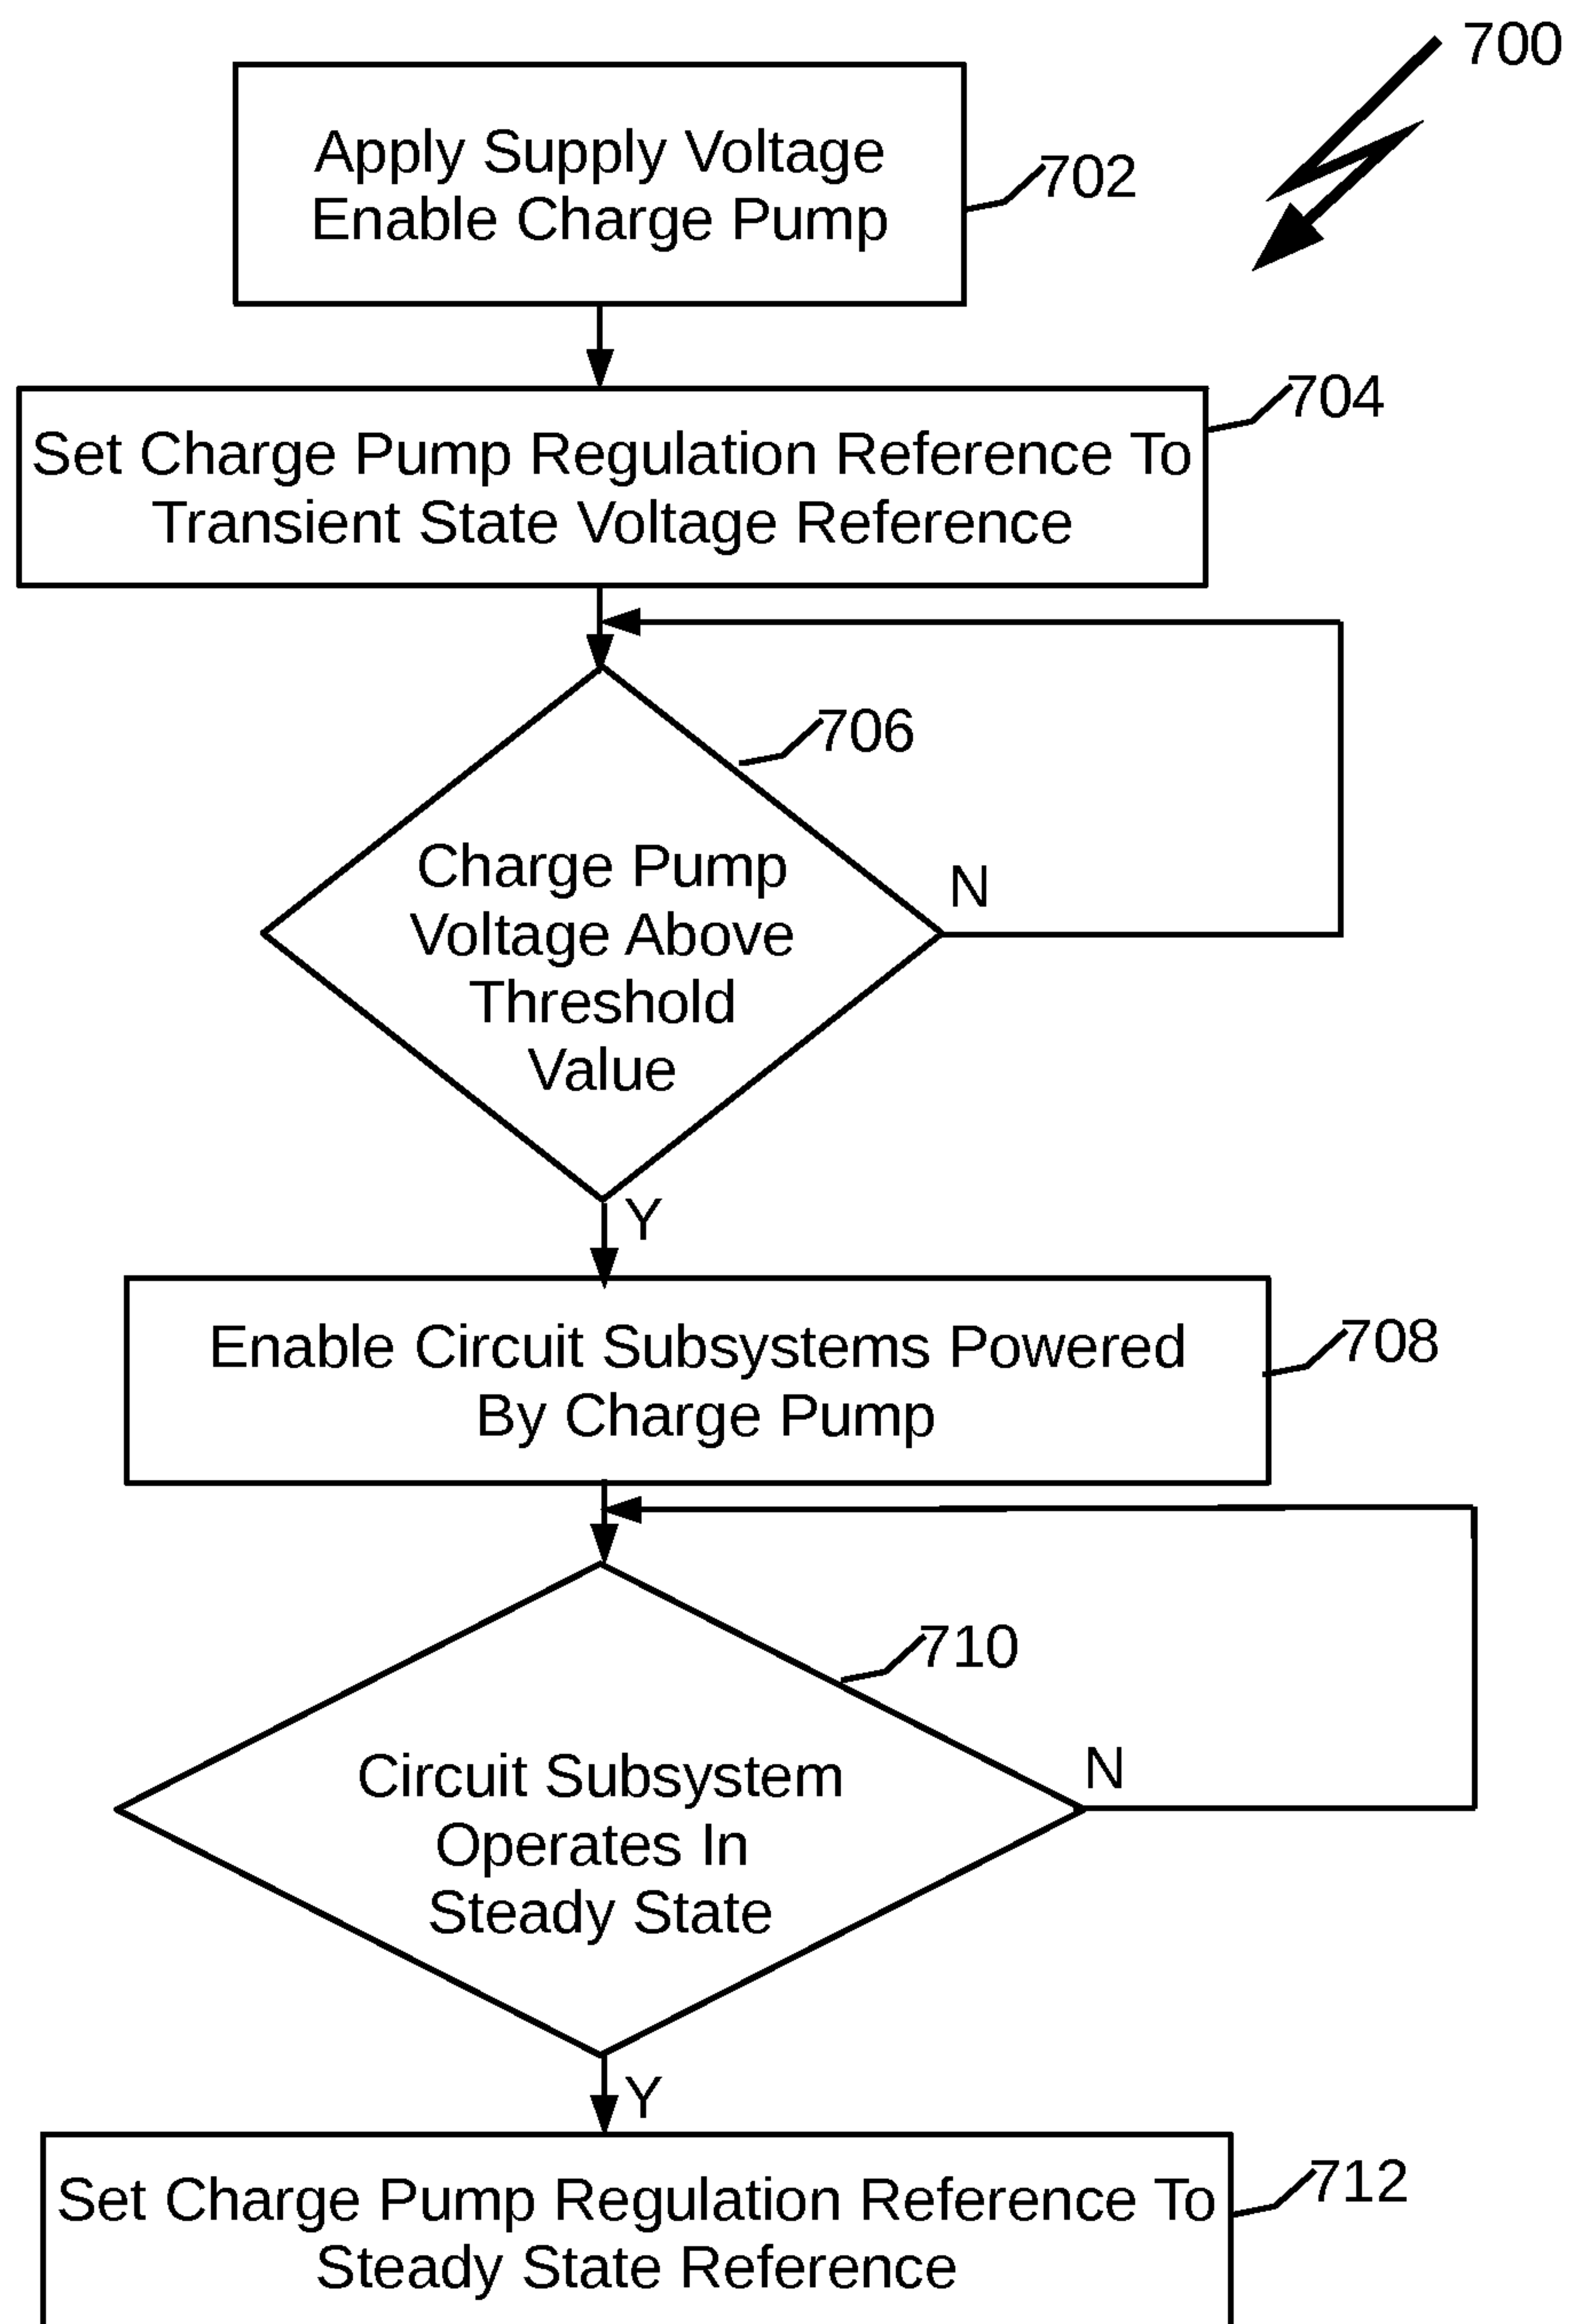 700
Apply Supply Voltage
Enable Charge Pump
702
704
Set Charge Pump Regulation Reference To
Transient State Voltage Reference
706
Charge Pump
Voltage Above
Threshold
Value
N
Y
Enable Circuit Subsystems Powered
By Charge Pump
708
710
Circuit Subsystem
Operates In
Steady State
N
Y
Set Charge Pump Regulation Reference To
Steady State Reference
712